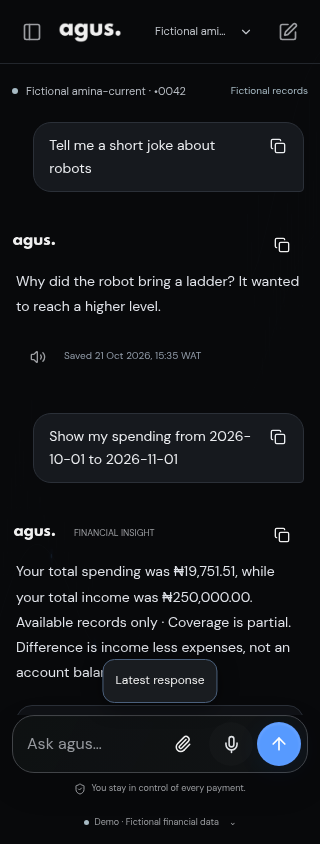 agus.
Fictional ami...
Fictional amina-current · •0042
Fictional records
Tell me a short joke about
robots
agus.
Why did the robot bring a ladder? It wanted
to reach a higher level.
Saved 21 Oct 2026, 15:35 WAT
Show my spending from 2026-
10-01 to 2026-11-01
agus.
FINANCIAL INSIGHT
Your total spending was ₦19,751.51, while
your total income was ₦250,000.00.
Available records only · Coverage is partial.
Difference is income less expenses, not an
account
Latest response
Ask agus...
You stay in control of every payment.
Demo · Fictional financial data